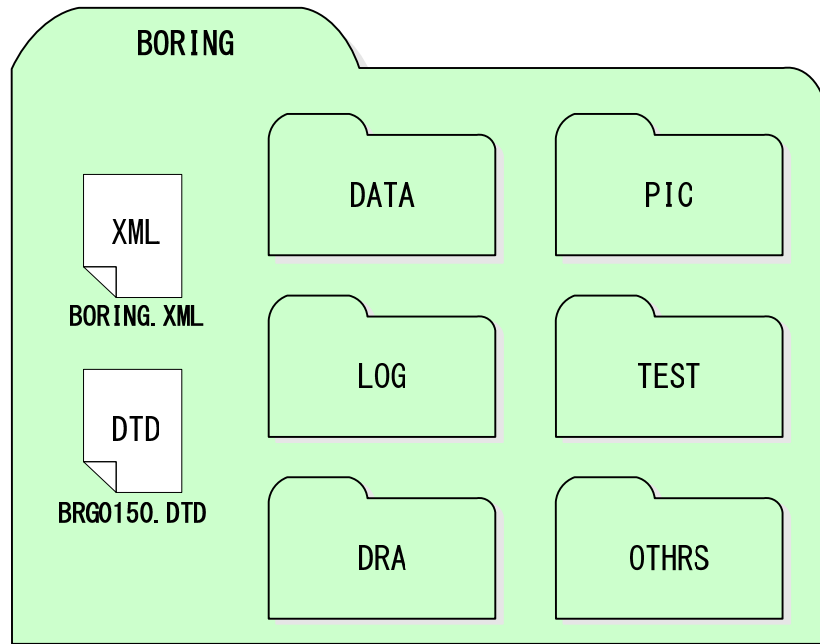 BORING
XML
BORING.XML
DTD
BRG0150.DTD
DATA
PIC
LOG
TEST
DRA
OTHRS